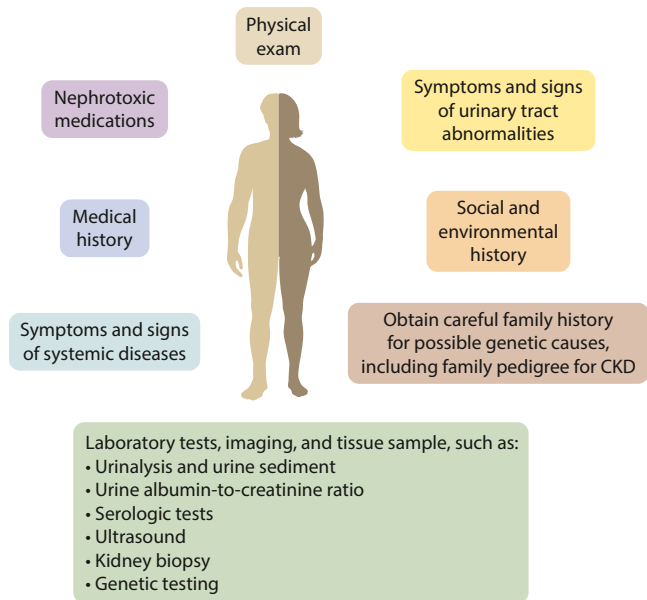 Physical
exam
Nephrotoxic
medications
Symptoms and signs
of urinary tract
abnormalities
Medical
history
Social and
environmental
history
Symptoms and signs
of systemic diseases
Obtain careful family history
for possible genetic causes,
including family pedigree for CKD
Laboratory tests, imaging, and tissue sample, such as:
• Urinalysis and urine sediment
• Urine albumin-to-creatinine ratio
• Serologic tests
• Ultrasound
• Kidney biopsy
• Genetic testing